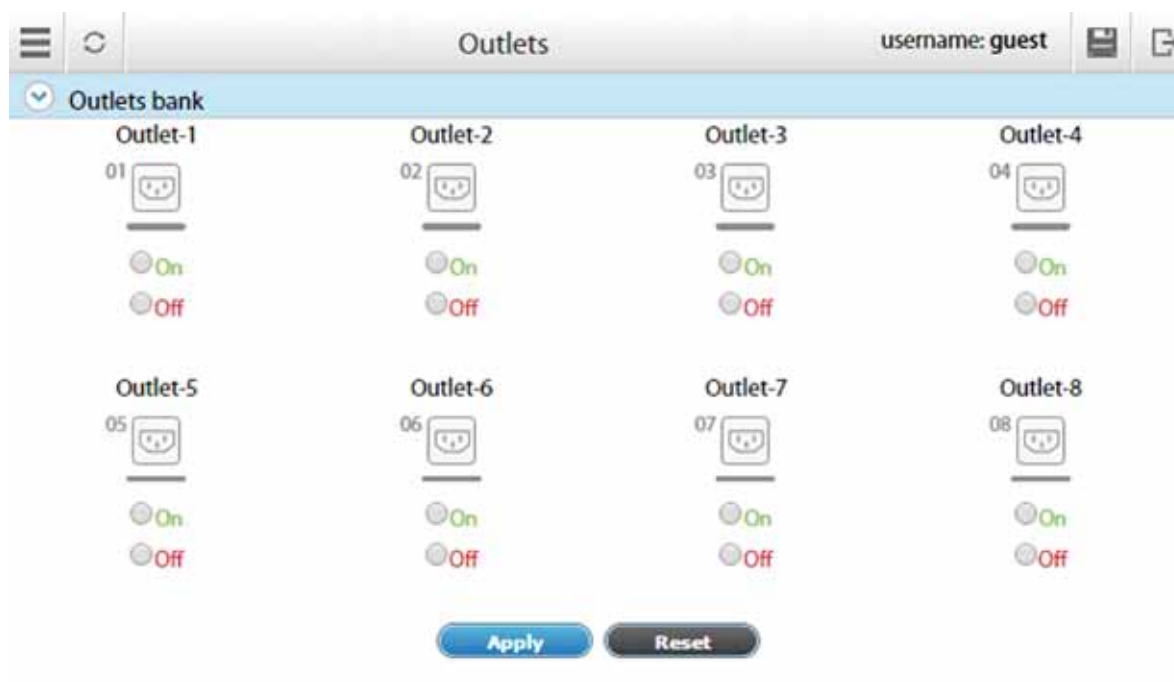 Outlets username: guest
Outlets bank
Outlet-1 Outlet-2 Outlet-3 Outlet-4
01 02 03 04
On On On On
Off Off Off Off
Outlet-5 Outlet-6 Outlet-7 Outlet-8
05 06 07 08
On On On On
Off Off Off Off
Apply Reset